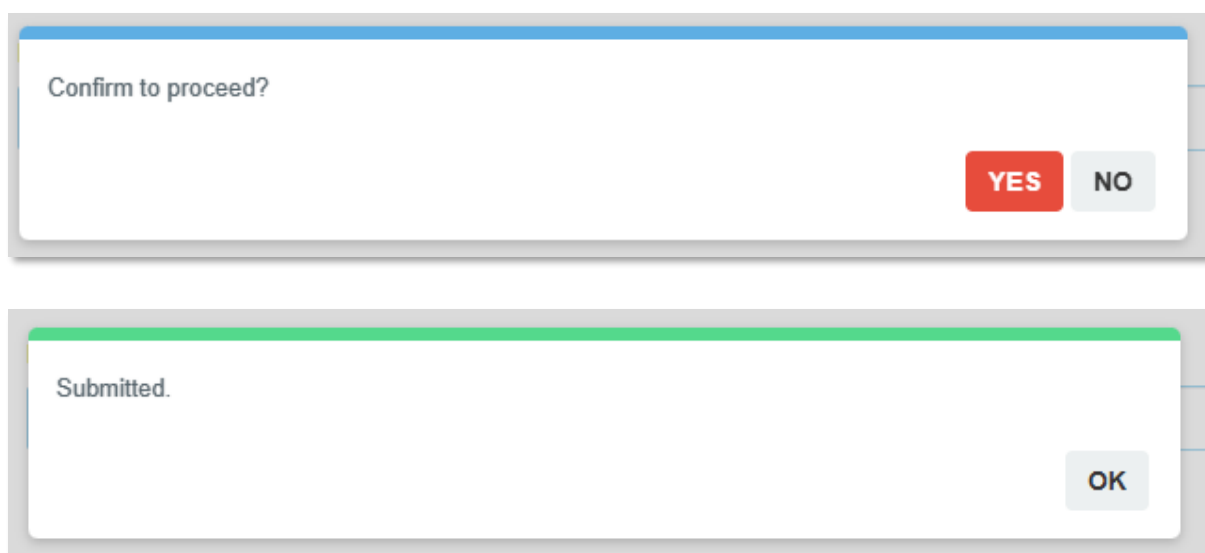 Confirm to proceed?
YES NO
Submitted.
OK